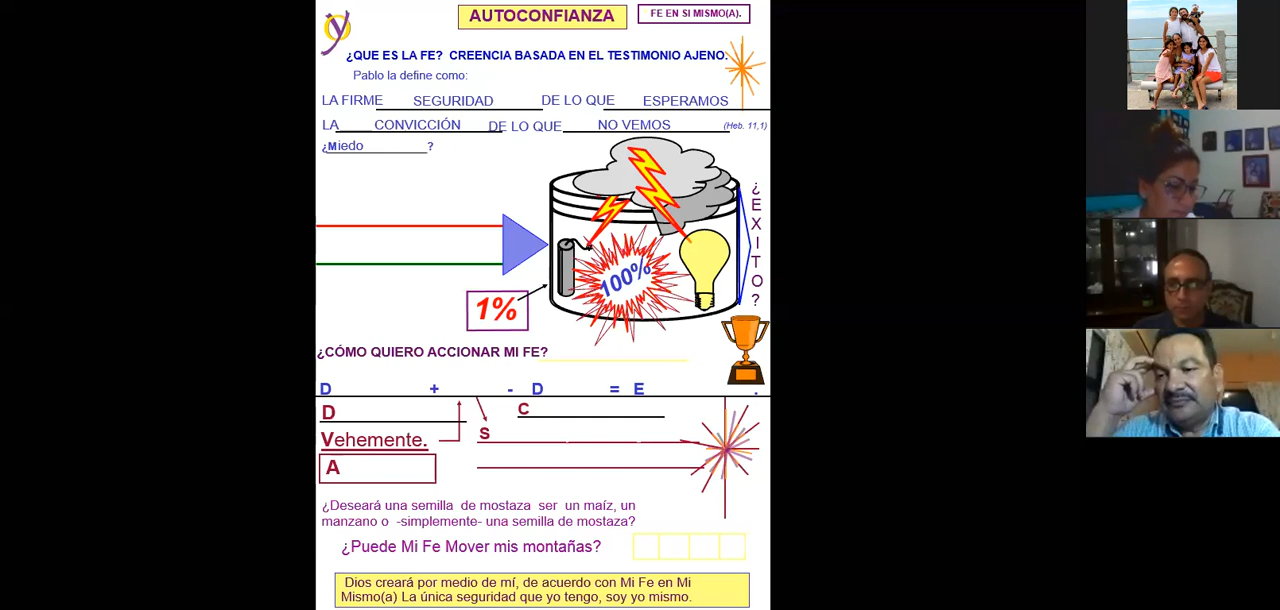 AUTOCONFIANZA
FE EN SI MISMO(A).
¿QUE ES LA FE? CREENCIA BASADA EN EL TESTIMONIO AJENO:
Pablo la define como:
LA FIRME SEGURIDAD DE LO QUE ESPERAMOS
LA CONVICCIÓN DE LO QUE NO VEMOS (Heb. 11,1)
¿Miedo ?
¿EXITO?
100%
1%
¿CÓMO QUIERO ACCIONAR MI FE?
D + - D = E .
D
C
Vehemente.
S
A
¿Deseará una semilla de mostaza ser un maíz, un
manzano o -simplemente- una semilla de mostaza?
¿Puede Mi Fe Mover mis montañas?
Dios creará por medio de mí, de acuerdo con Mi Fe en Mi
Mismo(a) La única seguridad que yo tengo, soy yo mismo.